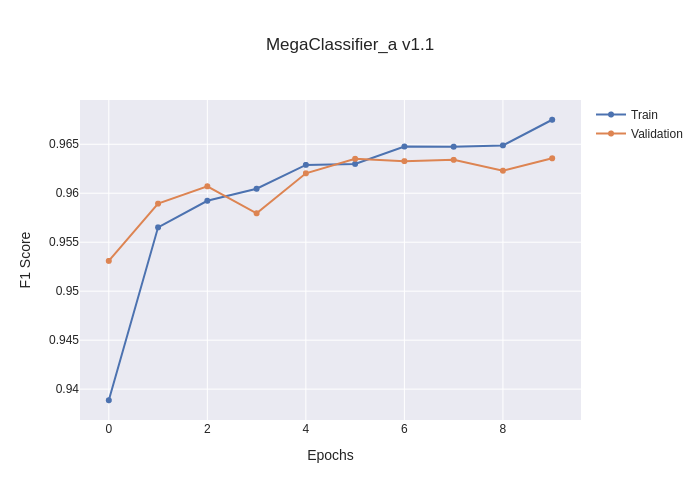 MegaClassifier_a v1.1
Train
Validation
0.965
0.96
0.955
0.95
0.945
0.94
F1 Score
0 2 4 6 8
Epochs